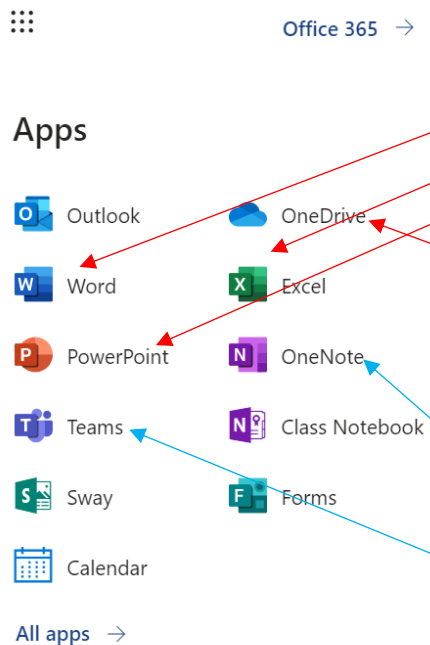 Office 365 →
Apps
Outlook OneDrive
Word Excel
PowerPoint OneNote
Teams Class Notebook
Sway Forms
Calendar
All apps →